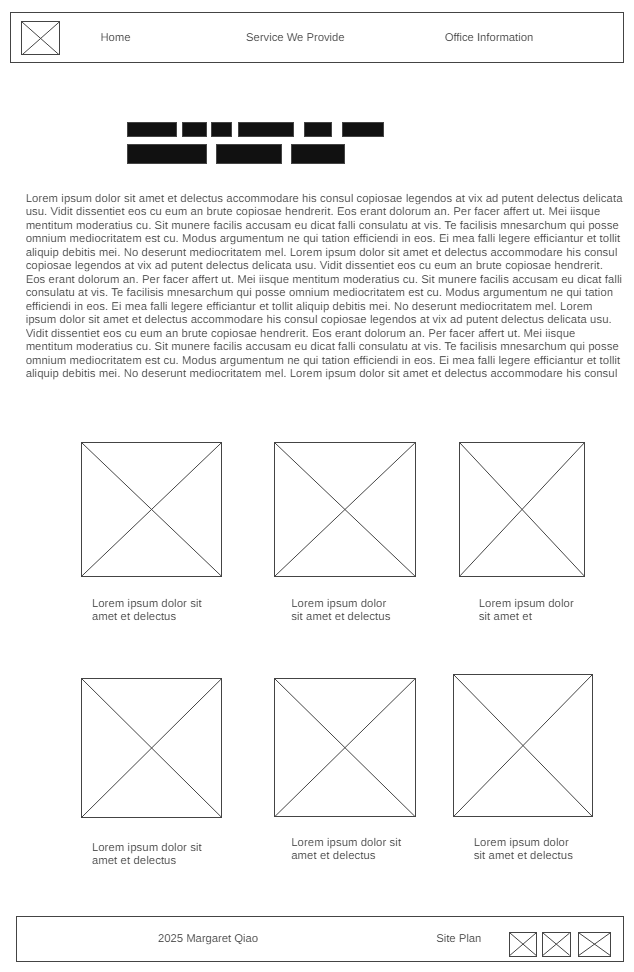 Home Service We Provide Office Information
Lorem ipsum dolor sit amet et delectus accommodare his consul copiosae legendos at vix ad putent delectus delicata
usu. Vidit dissentiet eos cu eum an brute copiosae hendrerit. Eos erant dolorum an. Per facer affert ut. Mei iisque
mentitum moderatius cu. Sit munere facilis accusam eu dicat falli consulatu at vis. Te facilisis mnesarchum qui posse
omnium mediocritatem est cu. Modus argumentum ne qui tation efficiendi in eos. Ei mea falli legere efficiantur et tollit
aliquip debitis mei. No deserunt mediocritatem mel. Lorem ipsum dolor sit amet et delectus accommodare his consul
copiosae legendos at vix ad putent delectus delicata usu. Vidit dissentiet eos cu eum an brute copiosae hendrerit.
Eos erant dolorum an. Per facer affert ut. Mei iisque mentitum moderatius cu. Sit munere facilis accusam eu dicat falli
consulatu at vis. Te facilisis mnesarchum qui posse omnium mediocritatem est cu. Modus argumentum ne qui tation
efficiendi in eos. Ei mea falli legere efficiantur et tollit aliquip debitis mei. No deserunt mediocritatem mel. Lorem
ipsum dolor sit amet et delectus accommodare his consul copiosae legendos at vix ad putent delectus delicata usu.
Vidit dissentiet eos cu eum an brute copiosae hendrerit. Eos erant dolorum an. Per facer affert ut. Mei iisque
mentitum moderatius cu. Sit munere facilis accusam eu dicat falli consulatu at vis. Te facilisis mnesarchum qui posse
omnium mediocritatem est cu. Modus argumentum ne qui tation efficiendi in eos. Ei mea falli legere efficiantur et tollit
aliquip debitis mei. No deserunt mediocritatem mel. Lorem ipsum dolor sit amet et delectus accommodare his consul
Lorem ipsum dolor sit
amet et delectus
Lorem ipsum dolor
sit amet et delectus
Lorem ipsum dolor
sit amet et
Lorem ipsum dolor sit
amet et delectus
Lorem ipsum dolor sit
amet et delectus
Lorem ipsum dolor
sit amet et delectus
2025 Margaret Qiao Site Plan